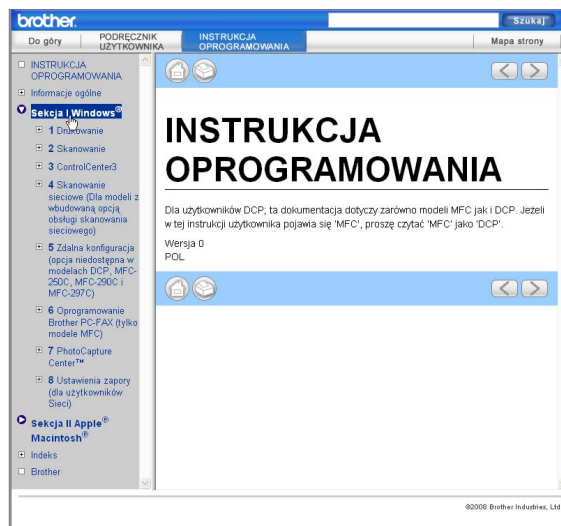 brother.
Szukaj
Do góry
PODRĘCZNIK
UŻYTKOWNIKA
INSTRUKCJA
OPROGRAMOWANIA
Mapa strony
INSTRUKCJA
OPROGRAMOWANIA
Informacje ogólne
Sekcja I Windows®
1 Drukowanie
2 Skanowanie
3 ControlCenter3
4 Skanowanie
sieciowe (Dla modeli z
wbudowaną opcją
obsługi skanowania
sieciowego)
5 Zdalna konfiguracja
(opcja niedostępna w
modelach DCP, MFC-
250C, MFC-290C i
MFC-297C)
6 Oprogramowanie
Brother PC-FAX (tylko
modele MFC)
7 PhotoCapture
Center™
8 Ustawienia zapory
(dla użytkowników
Sieci)
Sekcja II Apple®
Macintosh®
Indeks
Brother
INSTRUKCJA
OPROGRAMOWANIA
Dla użytkowników DCP; ta dokumentacja dotyczy zarówno modeli MFC jak i DCP. Jeżeli
w tej instrukcji użytkownika pojawia się 'MFC', proszę czytać 'MFC' jako 'DCP'.
Wersja 0
POL
©2008 Brother Industries, Ltd